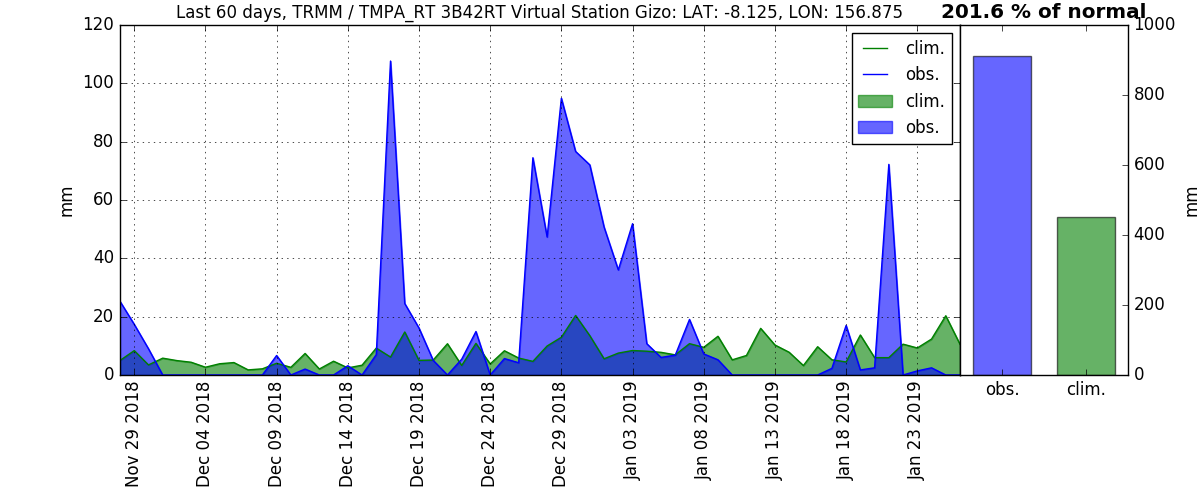 Last 60 days, TRMM / TMPA_RT 3B42RT Virtual Station Gizo: LAT: -8.125, LON: 156.875
201.6 % of normal
120
100
80
60
40
20
0
mm
clim.
obs.
clim.
obs.
1000
800
600
400
200
0
mm
Nov 29 2018
Dec 04 2018
Dec 09 2018
Dec 14 2018
Dec 19 2018
Dec 24 2018
Dec 29 2018
Jan 03 2019
Jan 08 2019
Jan 13 2019
Jan 18 2019
Jan 23 2019
obs.
clim.